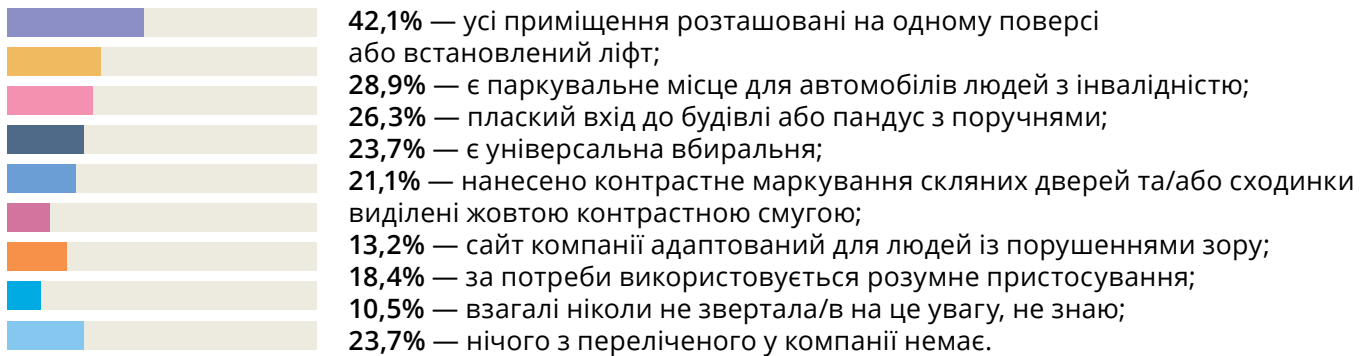 42,1% — усі приміщення розташовані на одному поверсі
або встановлений ліфт;
28,9% — є паркувальне місце для автомобілів людей з інвалідністю;
26,3% — плаский вхід до будівлі або пандус з поручнями;
23,7% — є універсальна вбиральня;
21,1% — нанесено контрастне маркування скляних дверей та/або сходинки
виділені жовтою контрастною смугою;
13,2% — сайт компанії адаптований для людей із порушеннями зору;
18,4% — за потреби використовується розумне пристосування;
10,5% — взагалі ніколи не звертала/в на це увагу, не знаю;
23,7% — нічого з переліченого у компанії немає.